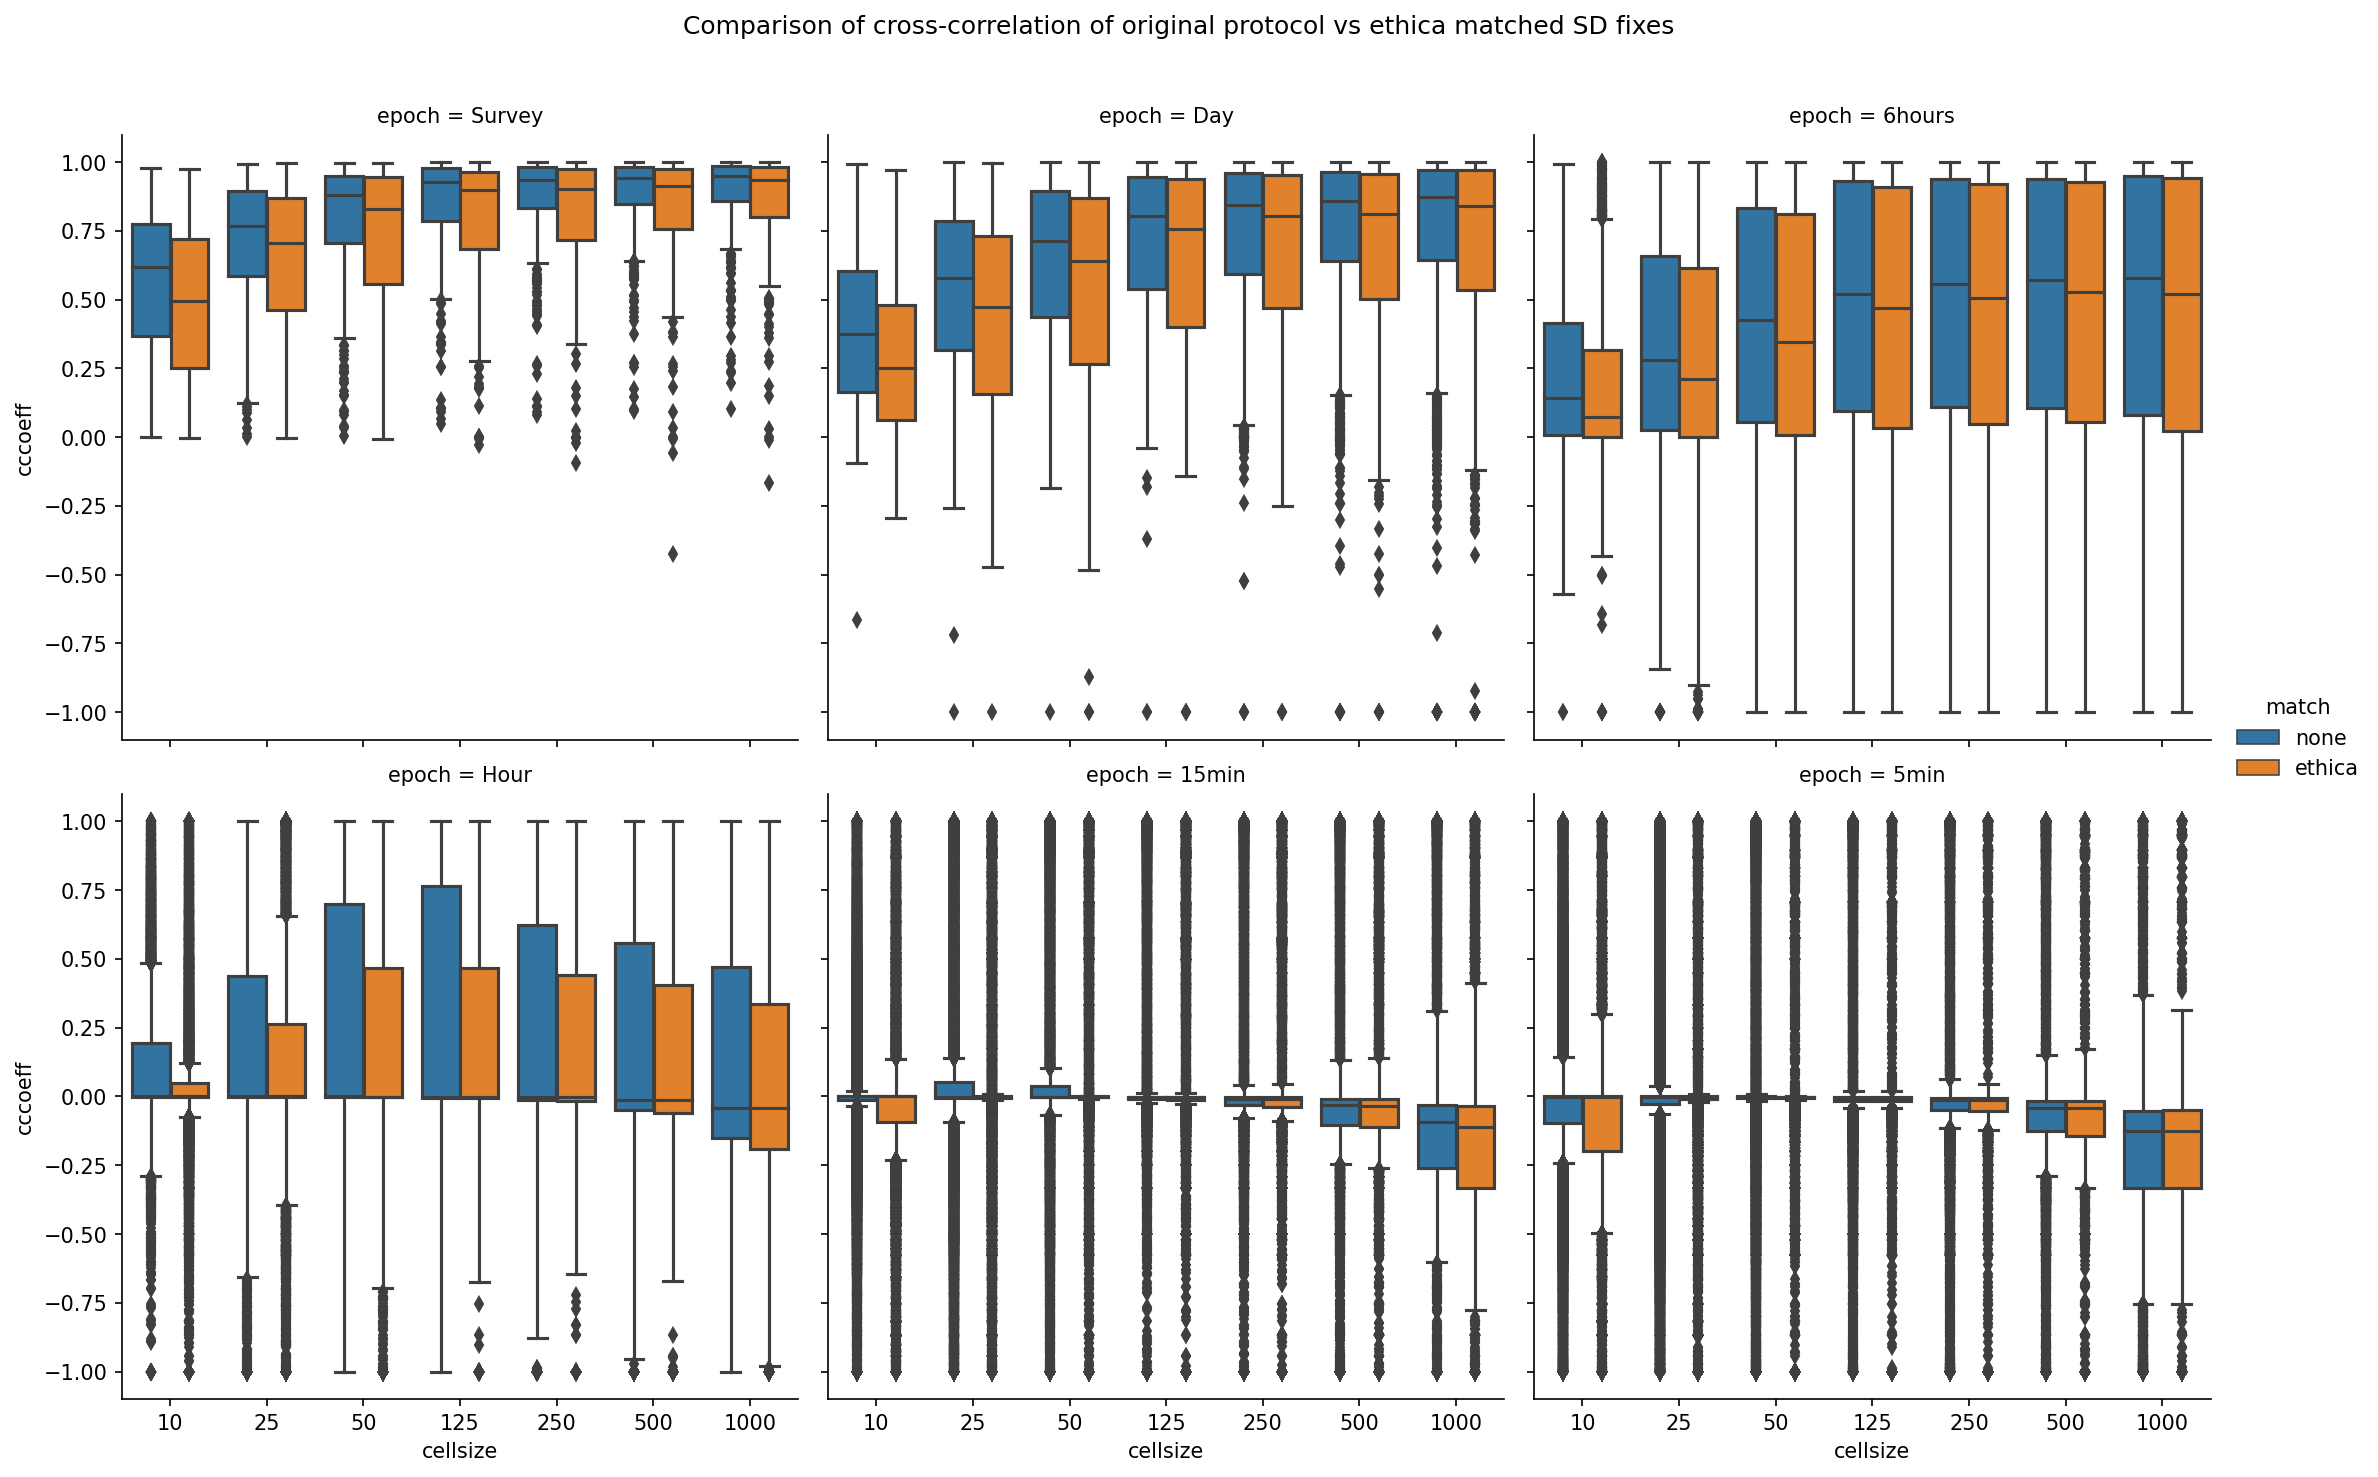 Comparison of cross-correlation of original protocol vs ethica matched SD fixes
epoch = Survey
epoch = Day
epoch = 6hours
1.00
0.75
0.50
0.25
0.00
−0.25
−0.50
−0.75
−1.00
cccoeff
match
none
ethica
epoch = Hour
epoch = 15min
epoch = 5min
1.00
0.75
0.50
0.25
0.00
−0.25
−0.50
−0.75
−1.00
cccoeff
10 25 50 125 250 500 1000
10 25 50 125 250 500 1000
10 25 50 125 250 500 1000
cellsize
cellsize
cellsize